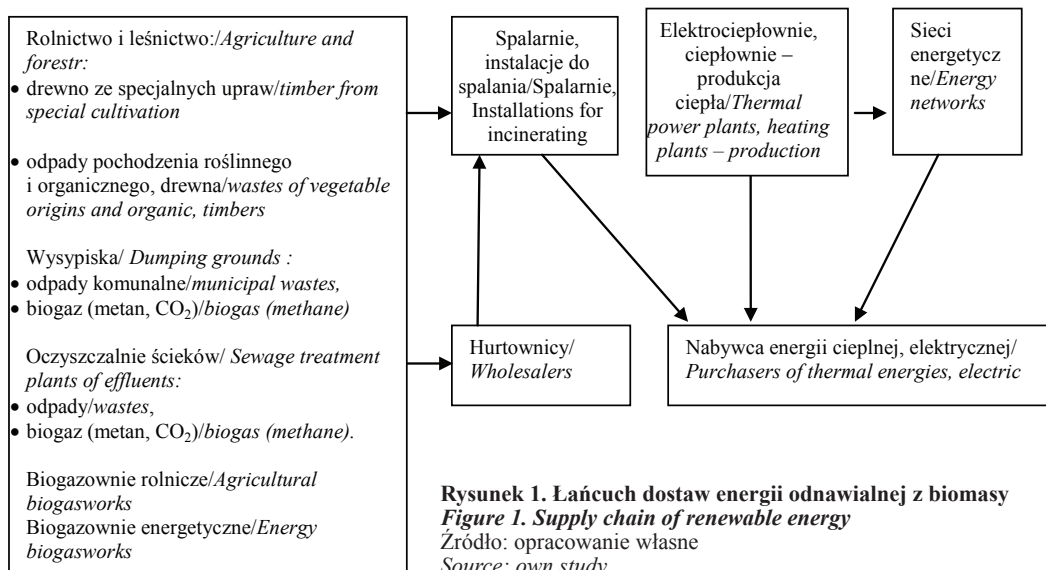 Rolnictwo i leśnictwo:/Agriculture and
forestr:
• drewno ze specjalnych upraw/timber from
special cultivation
• odpady pochodzenia roślinnego
i organicznego, drewna/wastes of vegetable
origins and organic, timbers
Wysypiska/ Dumping grounds :
• odpady komunalne/municipal wastes,
• biogaz (metan, CO₂)/biogas (methane)
Oczyszczalnie ścieków/ Sewage treatment
plants of effluents:
• odpady/wastes,
• biogaz (metan, CO₂)/biogas (methane).
Biogazownie rolnicze/Agricultural
biogasworks
Biogazownie energetyczne/Energy
biogasworks
Spalarnie,
instalacje do
spalania/Spalarnie,
Installations for
incinerating
Elektrociepłownie,
ciepłownie –
produkcja
ciepła/Thermal
power plants, heating
plants – production
Sieci
energetycz
ne/Energy
networks
Hurtownicy/
Wholesalers
Nabywca energii cieplnej, elektrycznej/
Purchasers of thermal energies, electric
Rysunek 1. Łańcuch dostaw energii odnawialnej z biomasy
Figure 1. Supply chain of renewable energy
Źródło: opracowanie własne
Source: own study